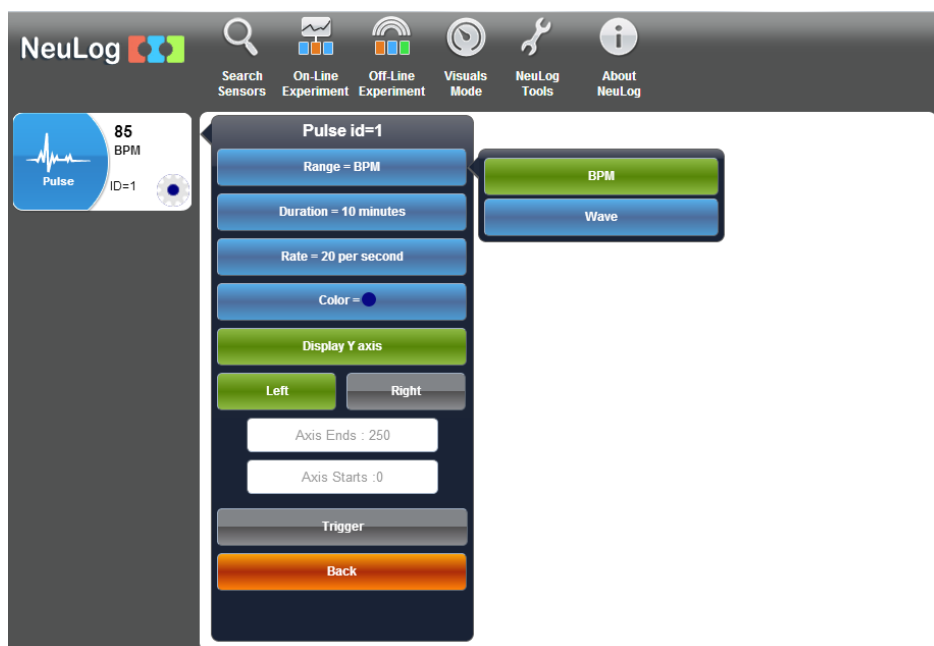 NeuLog
Search
Sensors
On-Line
Experiment
Off-Line
Experiment
Visuals
Mode
NeuLog
Tools
About
NeuLog
Pulse
85
BPM
ID=1
Pulse id=1
Range = BPM
Duration = 10 minutes
Rate = 20 per second
Color =
Display Y axis
Left
Right
Axis Ends : 250
Axis Starts :0
Trigger
Back
BPM
Wave